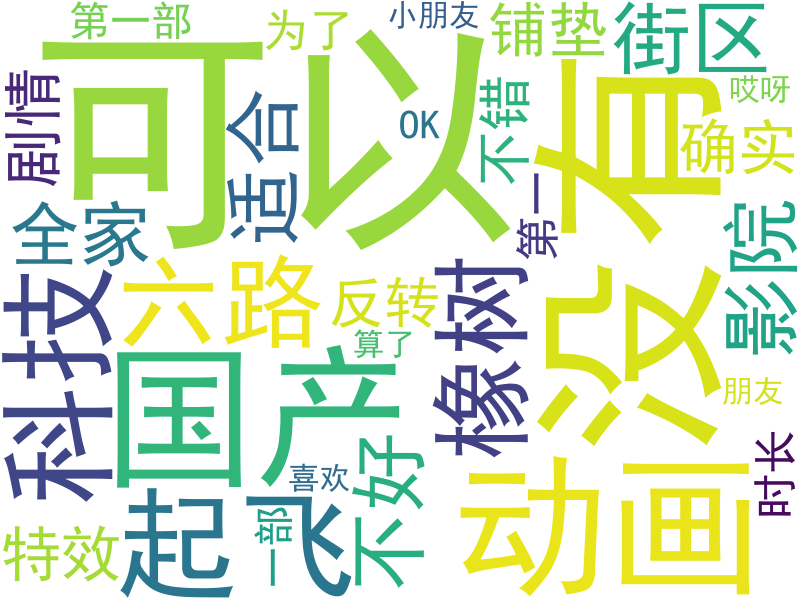 第一部
为了
小朋友
铺垫
街区
剧情
可以
适合
OK
不错
没有
哎呀
确实
全家
第一
影院
科技
六路
反转
橡树
算了
国产
动画
朋友
不好
时长
起飞
喜欢
特效
一部